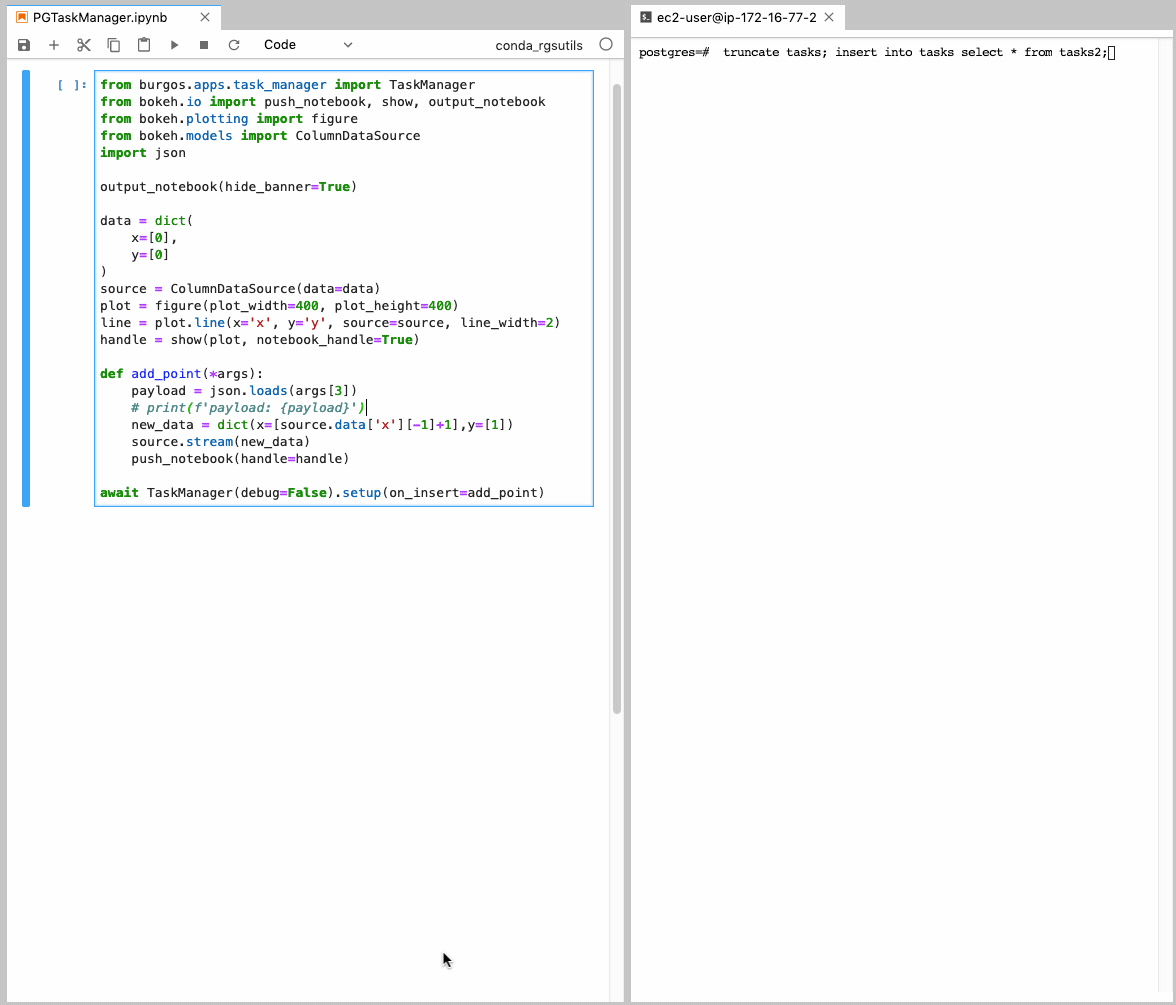 PGTaskManager.ipynb
Code
conda_rgsutils
[ ]:
from burgos.apps.task_manager import TaskManager
from bokeh.io import push_notebook, show, output_notebook
from bokeh.plotting import figure
from bokeh.models import ColumnDataSource
import json
output_notebook(hide_banner=True)
data = dict(
    x=[0],
    y=[0]
)
source = ColumnDataSource(data=data)
plot = figure(plot_width=400, plot_height=400)
line = plot.line(x='x', y='y', source=source, line_width=2)
handle = show(plot, notebook_handle=True)
def add_point(*args):
    payload = json.loads(args[3])
    # print(f'payload: {payload}')
    new_data = dict(x=[source.data['x'][-1]+1],y=[1])
    source.stream(new_data)
    push_notebook(handle=handle)
await TaskManager(debug=False).setup(on_insert=add_point)
ec2-user@ip-172-16-77-2
postgres=#  truncate tasks; insert into tasks select * from tasks2;